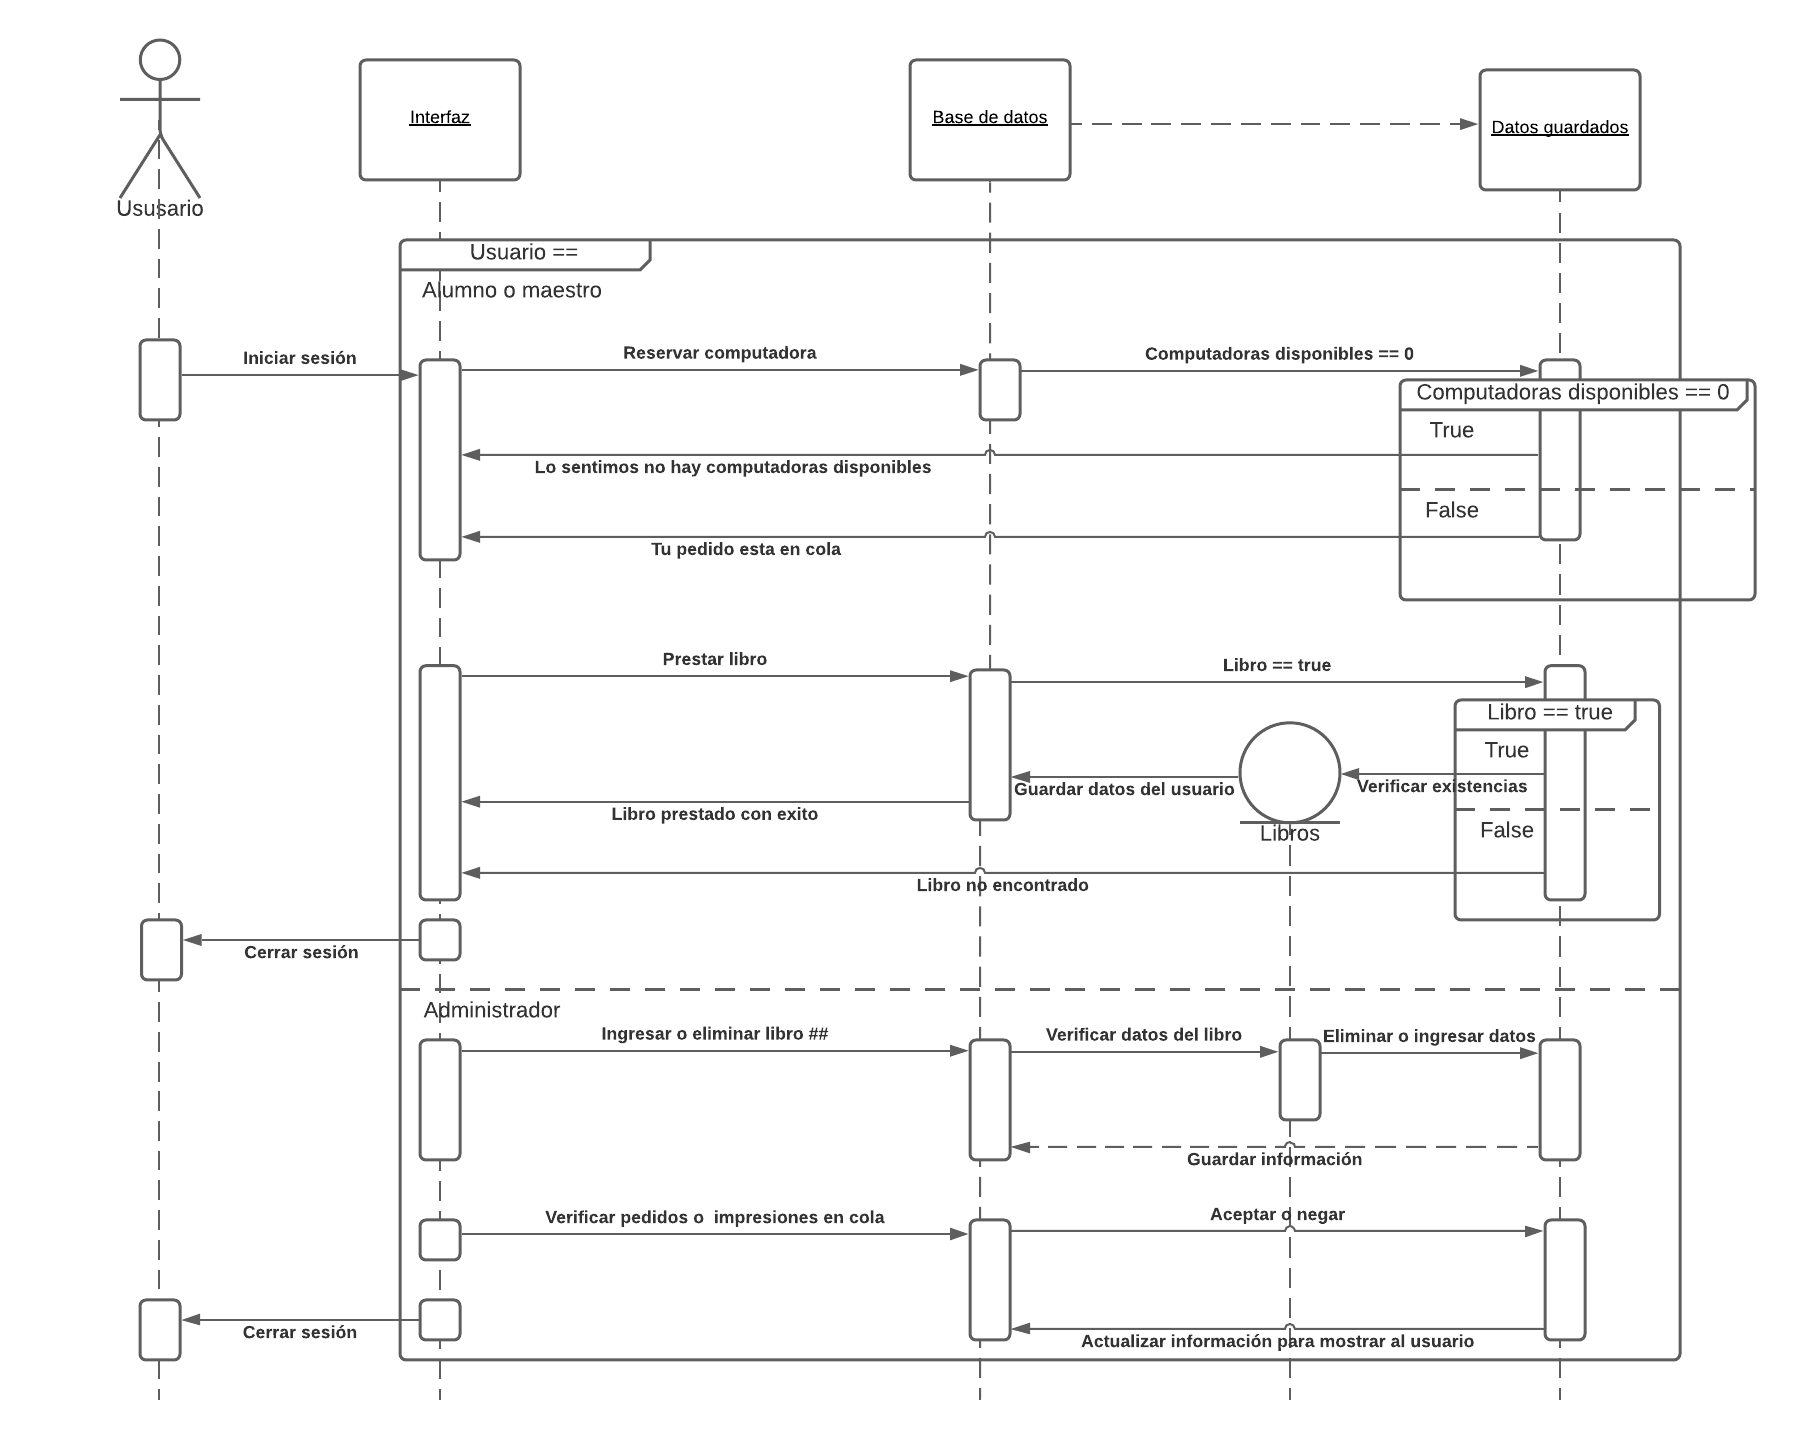 Ususario
Interfaz
Base de datos
Datos guardados
Usuario ==
Alumno o maestro
Iniciar sesión
Reservar computadora
Computadoras disponibles == 0
Computadoras disponibles == 0
True
Lo sentimos no hay computadoras disponibles
False
Tu pedido esta en cola
Prestar libro
Libro == true
Libro == true
True
Verificar existencias
Guardar datos del usuario
Libro prestado con exito
Libros
False
Libro no encontrado
Cerrar sesión
Administrador
Ingresar o eliminar libro ##
Verificar datos del libro
Eliminar o ingresar datos
Guardar información
Verificar pedidos o  impresiones en cola
Aceptar o negar
Cerrar sesión
Actualizar información para mostrar al usuario